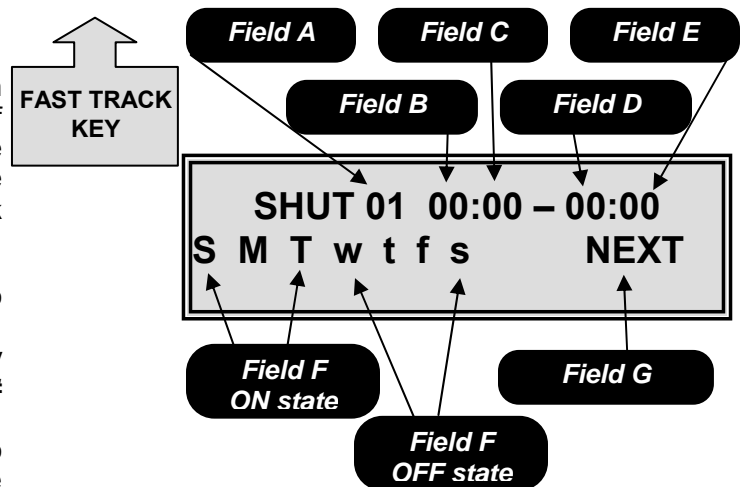 Field A
Field C
Field E
FAST TRACK
KEY
Field B
Field D
SHUT 01 00:00 – 00:00
S M T w t f s NEXT
Field F
ON state
Field G
Field F
OFF state